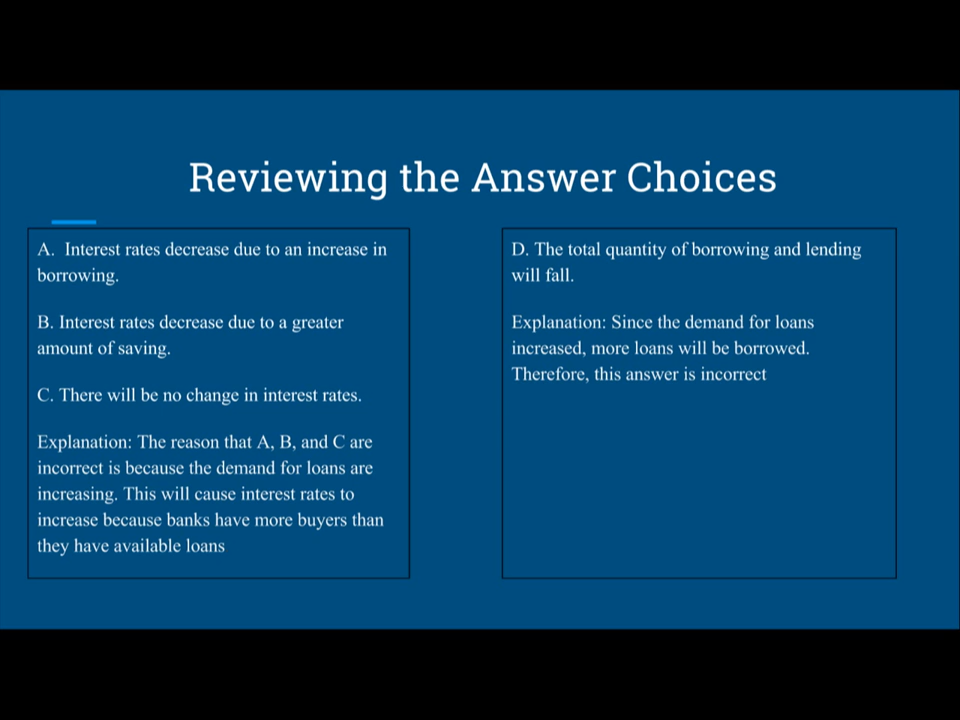 Reviewing the Answer Choices
A. Interest rates decrease due to an increase in
borrowing.
B. Interest rates decrease due to a greater
amount of saving.
C. There will be no change in interest rates.
Explanation: The reason that A, B, and C are
incorrect is because the demand for loans are
increasing. This will cause interest rates to
increase because banks have more buyers than
they have available loans
D. The total quantity of borrowing and lending
will fall.
Explanation: Since the demand for loans
increased, more loans will be borrowed.
Therefore, this answer is incorrect